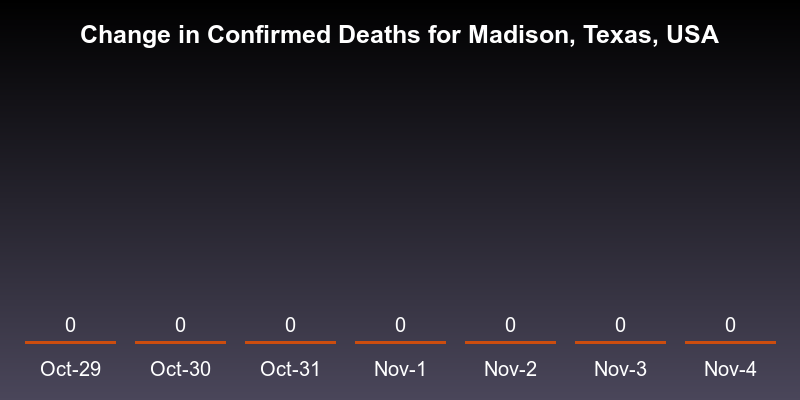 Change in Confirmed Deaths for Madison, Texas, USA
0 0 0 0 0 0 0
Oct-29 Oct-30 Oct-31 Nov-1 Nov-2 Nov-3 Nov-4